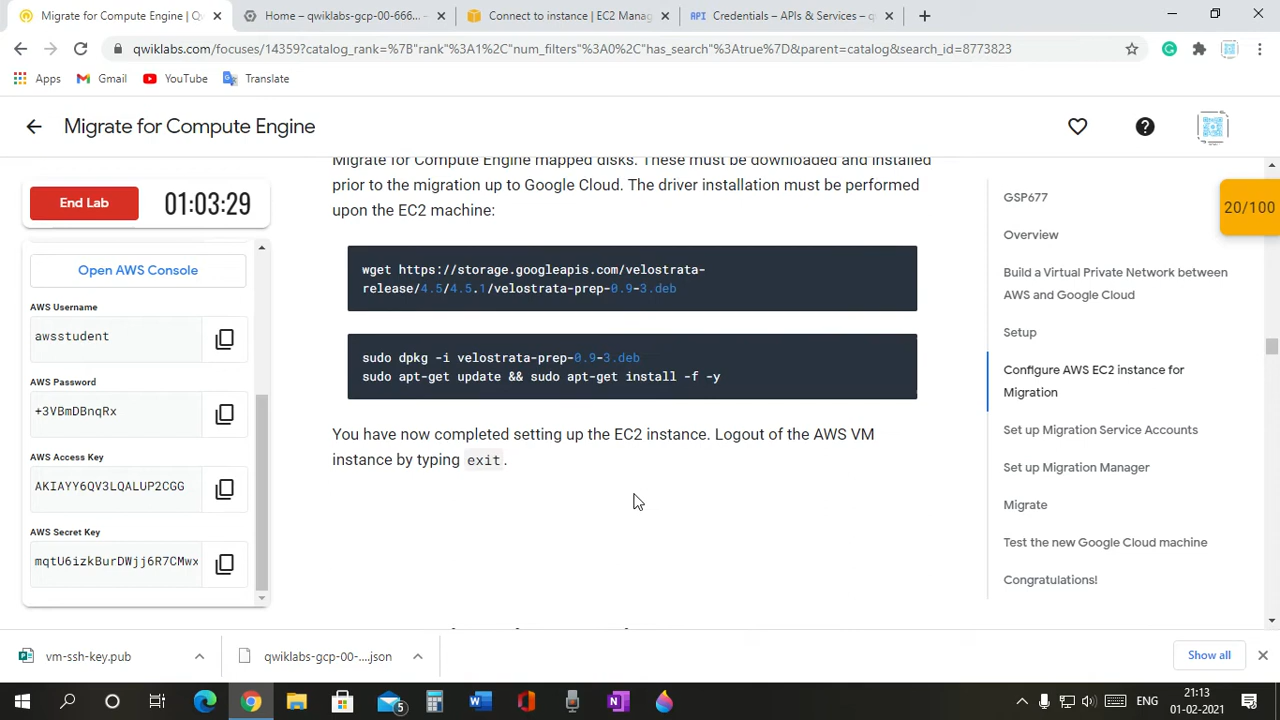 Migrate for Compute Engine | Q
Home – qwiklabs-gcp-00-666...
Connect to instance | EC2 Manag
API Credentials – APIs & Services – q
qwiklabs.com/focuses/14359?catalog_rank=%7B"rank"%3A1%2C"num_filters"%3A0%2C"has_search"%3Atrue%7D&parent=catalog&search_id=8773823
Apps
Gmail
YouTube
Translate
Migrate for Compute Engine
End Lab
01:03:29
Open AWS Console
AWS Username
awsstudent
AWS Password
+3VBmDBnqRx
AWS Access Key
AKIAYY6QV3LQALUP2CGG
AWS Secret Key
mqtU6izkBurDWjj6R7CMwx
Migrate for Compute Engine mapped disks. These must be downloaded and installed
prior to the migration up to Google Cloud. The driver installation must be performed
upon the EC2 machine:
wget https://storage.googleapis.com/velostrata-
release/4.5/4.5.1/velostrata-prep-0.9-3.deb
sudo dpkg -i velostrata-prep-0.9-3.deb
sudo apt-get update && sudo apt-get install -f -y
You have now completed setting up the EC2 instance. Logout of the AWS VM
instance by typing exit.
GSP677
Overview
Build a Virtual Private Network between
AWS and Google Cloud
Setup
Configure AWS EC2 instance for
Migration
Set up Migration Service Accounts
Set up Migration Manager
Migrate
Test the new Google Cloud machine
Congratulations!
20/100
vm-ssh-key.pub
qwiklabs-gcp-00-....json
Show all
5
ENG
21:13
01-02-2021